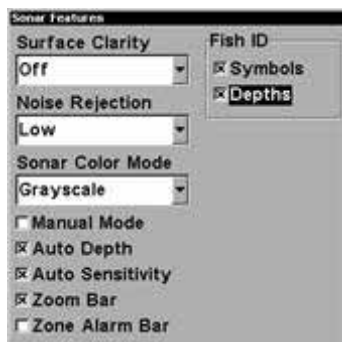 Sonar Features
Surface Clarity
Off
Noise Rejection
Low
Sonar Color Mode
Grayscale
Manual Mode
Auto Depth
Auto Sensitivity
Zoom Bar
Zone Alarm Bar
Fish ID
Symbols
Depths